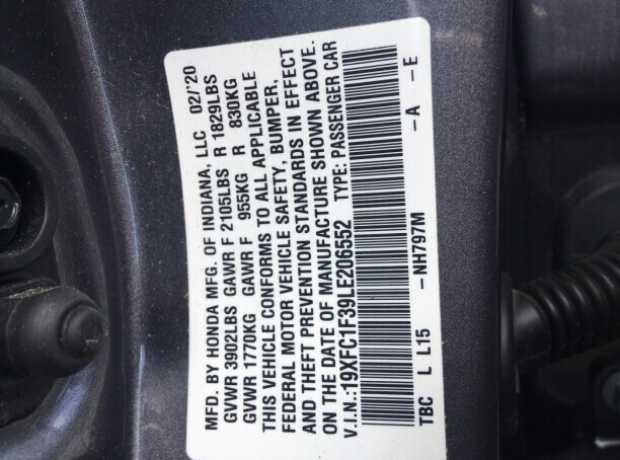 MFD. BY HONDA MFG. OF INDIANA, LLC 02/'20
GVWR 3902LBS GAWR F 2105LBS R 1829LBS
GVWR 1770KG GAWR F 955KG R 830KG
THIS VEHICLE CONFORMS TO ALL APPLICABLE
FEDERAL MOTOR VEHICLE SAFETY, BUMPER,
AND THEFT PREVENTION STANDARDS IN EFFECT
ON THE DATE OF MANUFACTURE SHOWN ABOVE.
V.I.N.:19XFC1F39LE206552 TYPE: PASSENGER CAR
TBC L L15 -NH797M -A -E